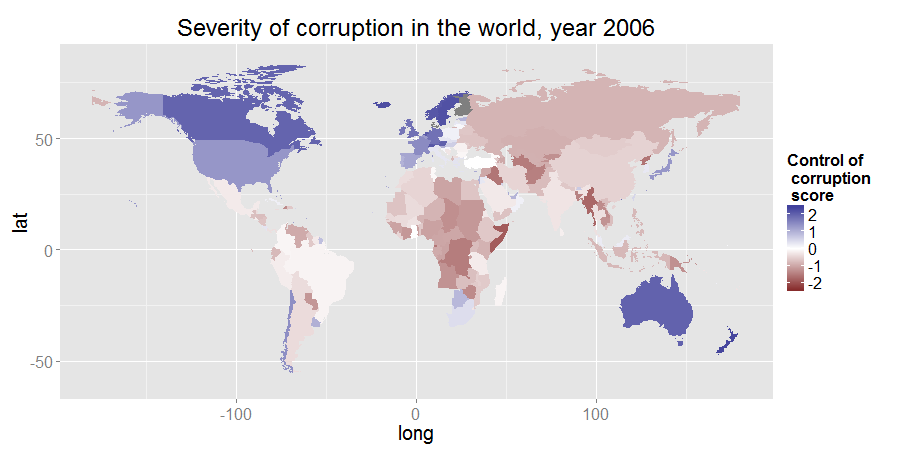 Severity of corruption in the world, year 2006
lat
50
0
-50
-100
0
100
long
Control of
corruption
score
2
1
0
-1
-2